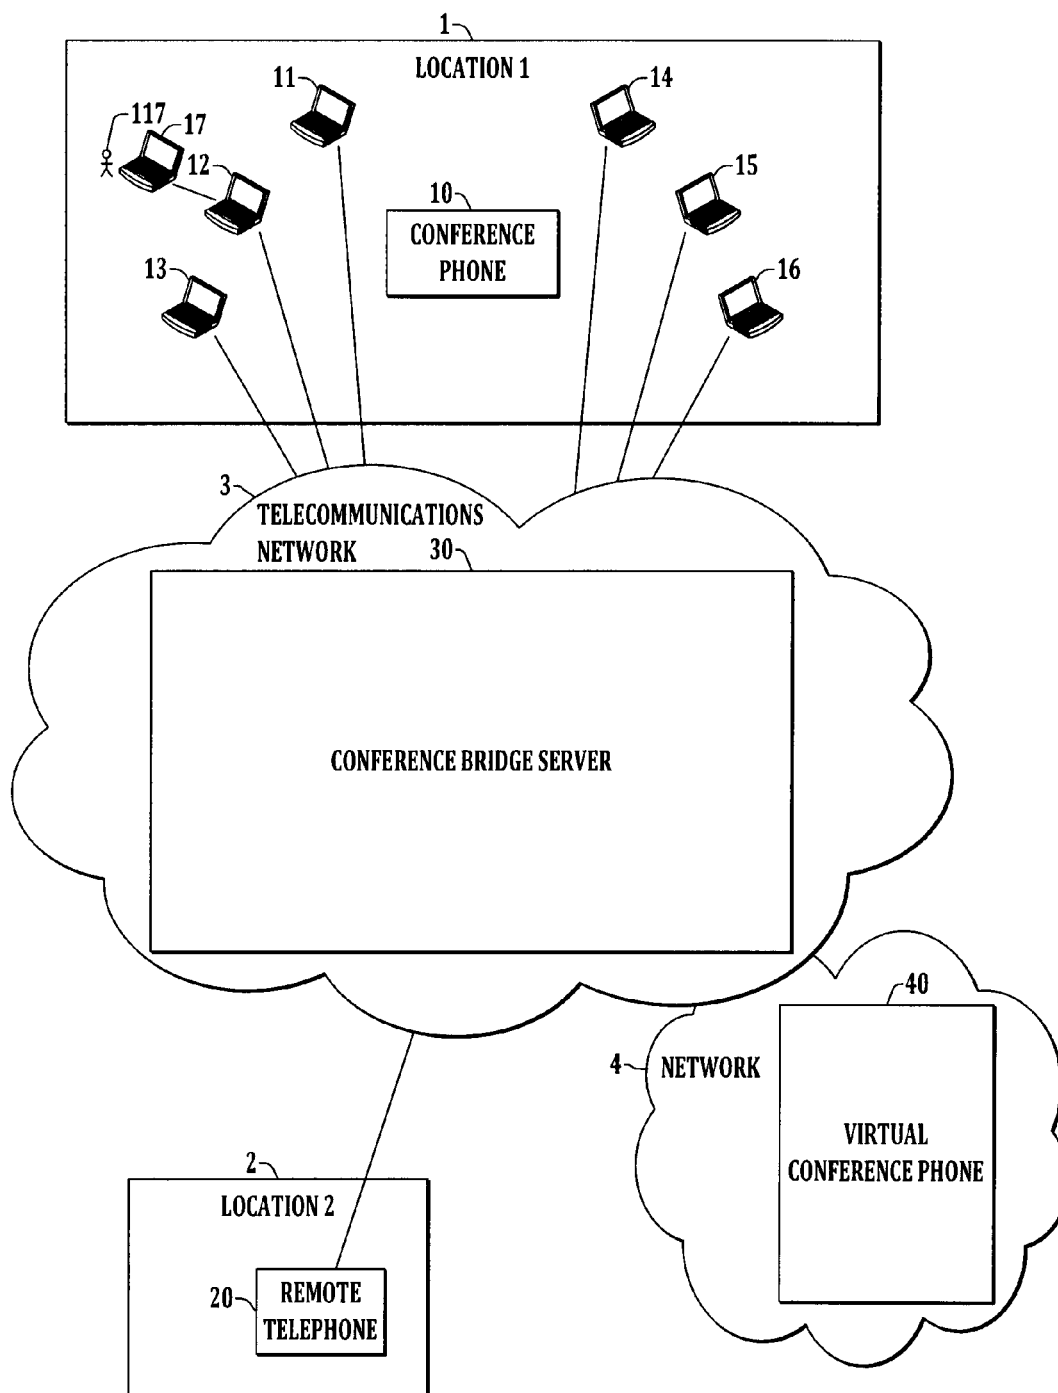 1
LOCATION 1
11
14
117
17
12
15
10
CONFERENCE
PHONE
13
16
3
TELECOMMUNICATIONS
NETWORK
30
CONFERENCE BRIDGE SERVER
40
4
NETWORK
VIRTUAL
CONFERENCE PHONE
2
LOCATION 2
20
REMOTE
TELEPHONE